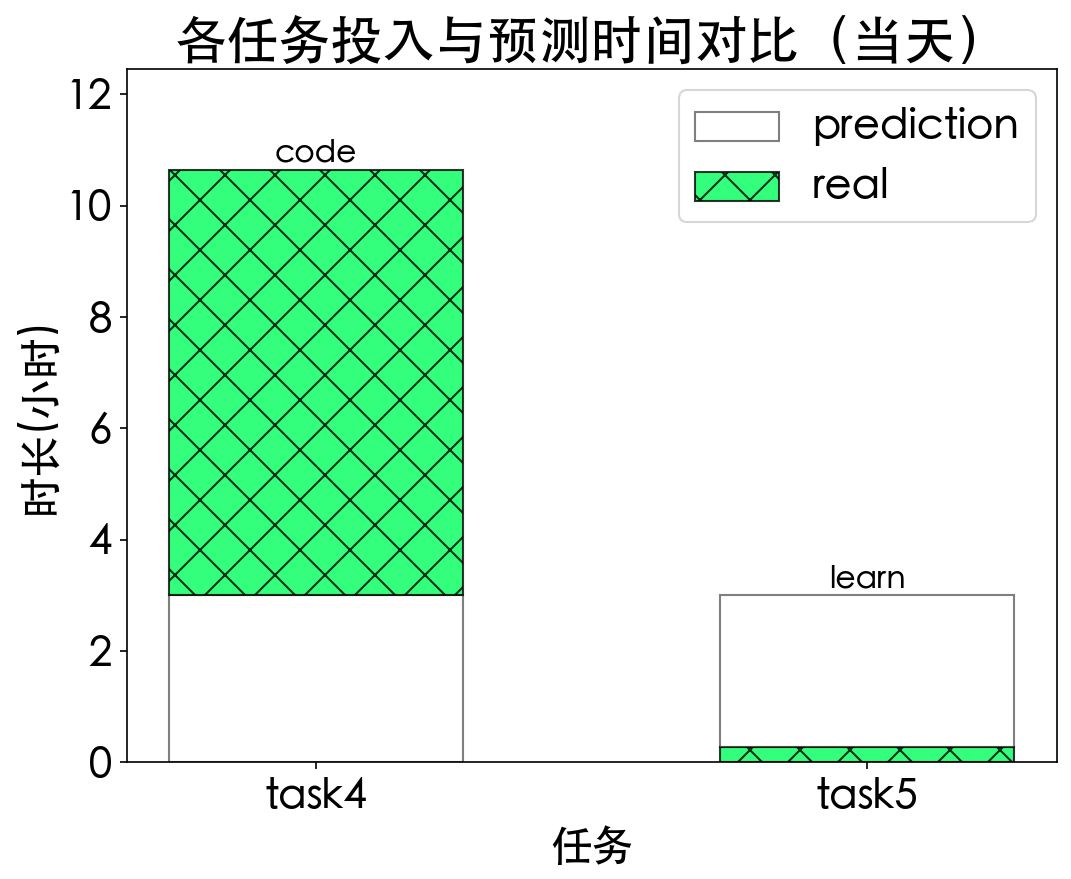 各任务投入与预测时间对比（当天）
prediction
real
code
learn
12
10
8
6
4
2
0
时长(小时)
task4
task5
任务